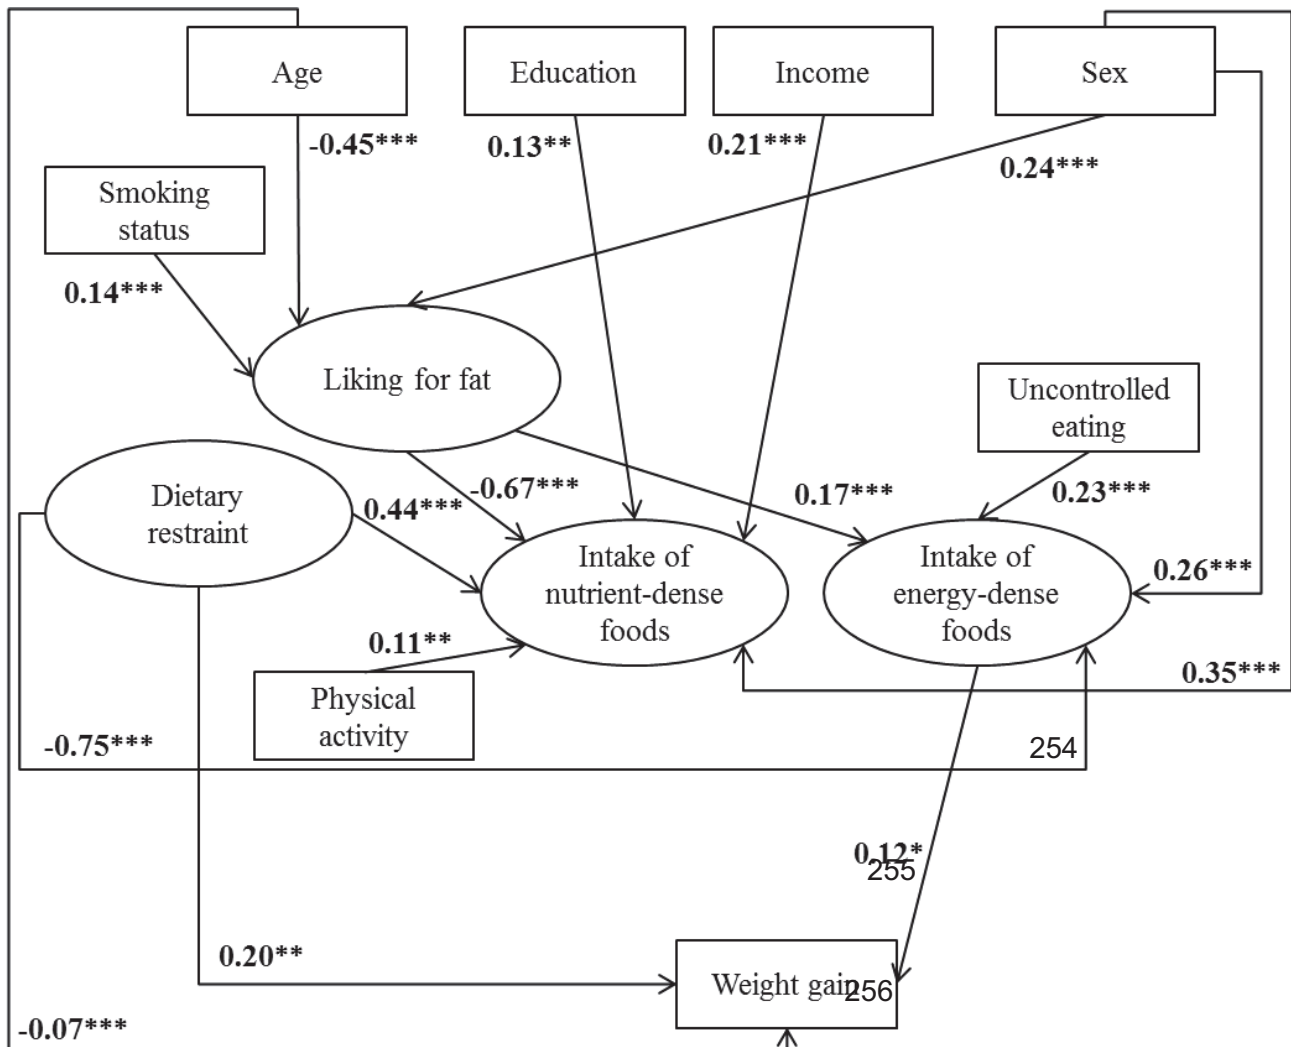 Age
Education
Income
Sex
-0.45***
0.13**
0.21***
0.24***
Smoking
status
0.14***
Liking for fat
Uncontrolled
eating
Dietary
restraint
0.44***
-0.67***
0.17***
0.23***
Intake of
nutrient-dense
foods
Intake of
energy-dense
foods
0.26***
0.11**
0.35***
Physical
activity
-0.75***
254
0.12*
255
0.20**
Weight gain
256
-0.07***